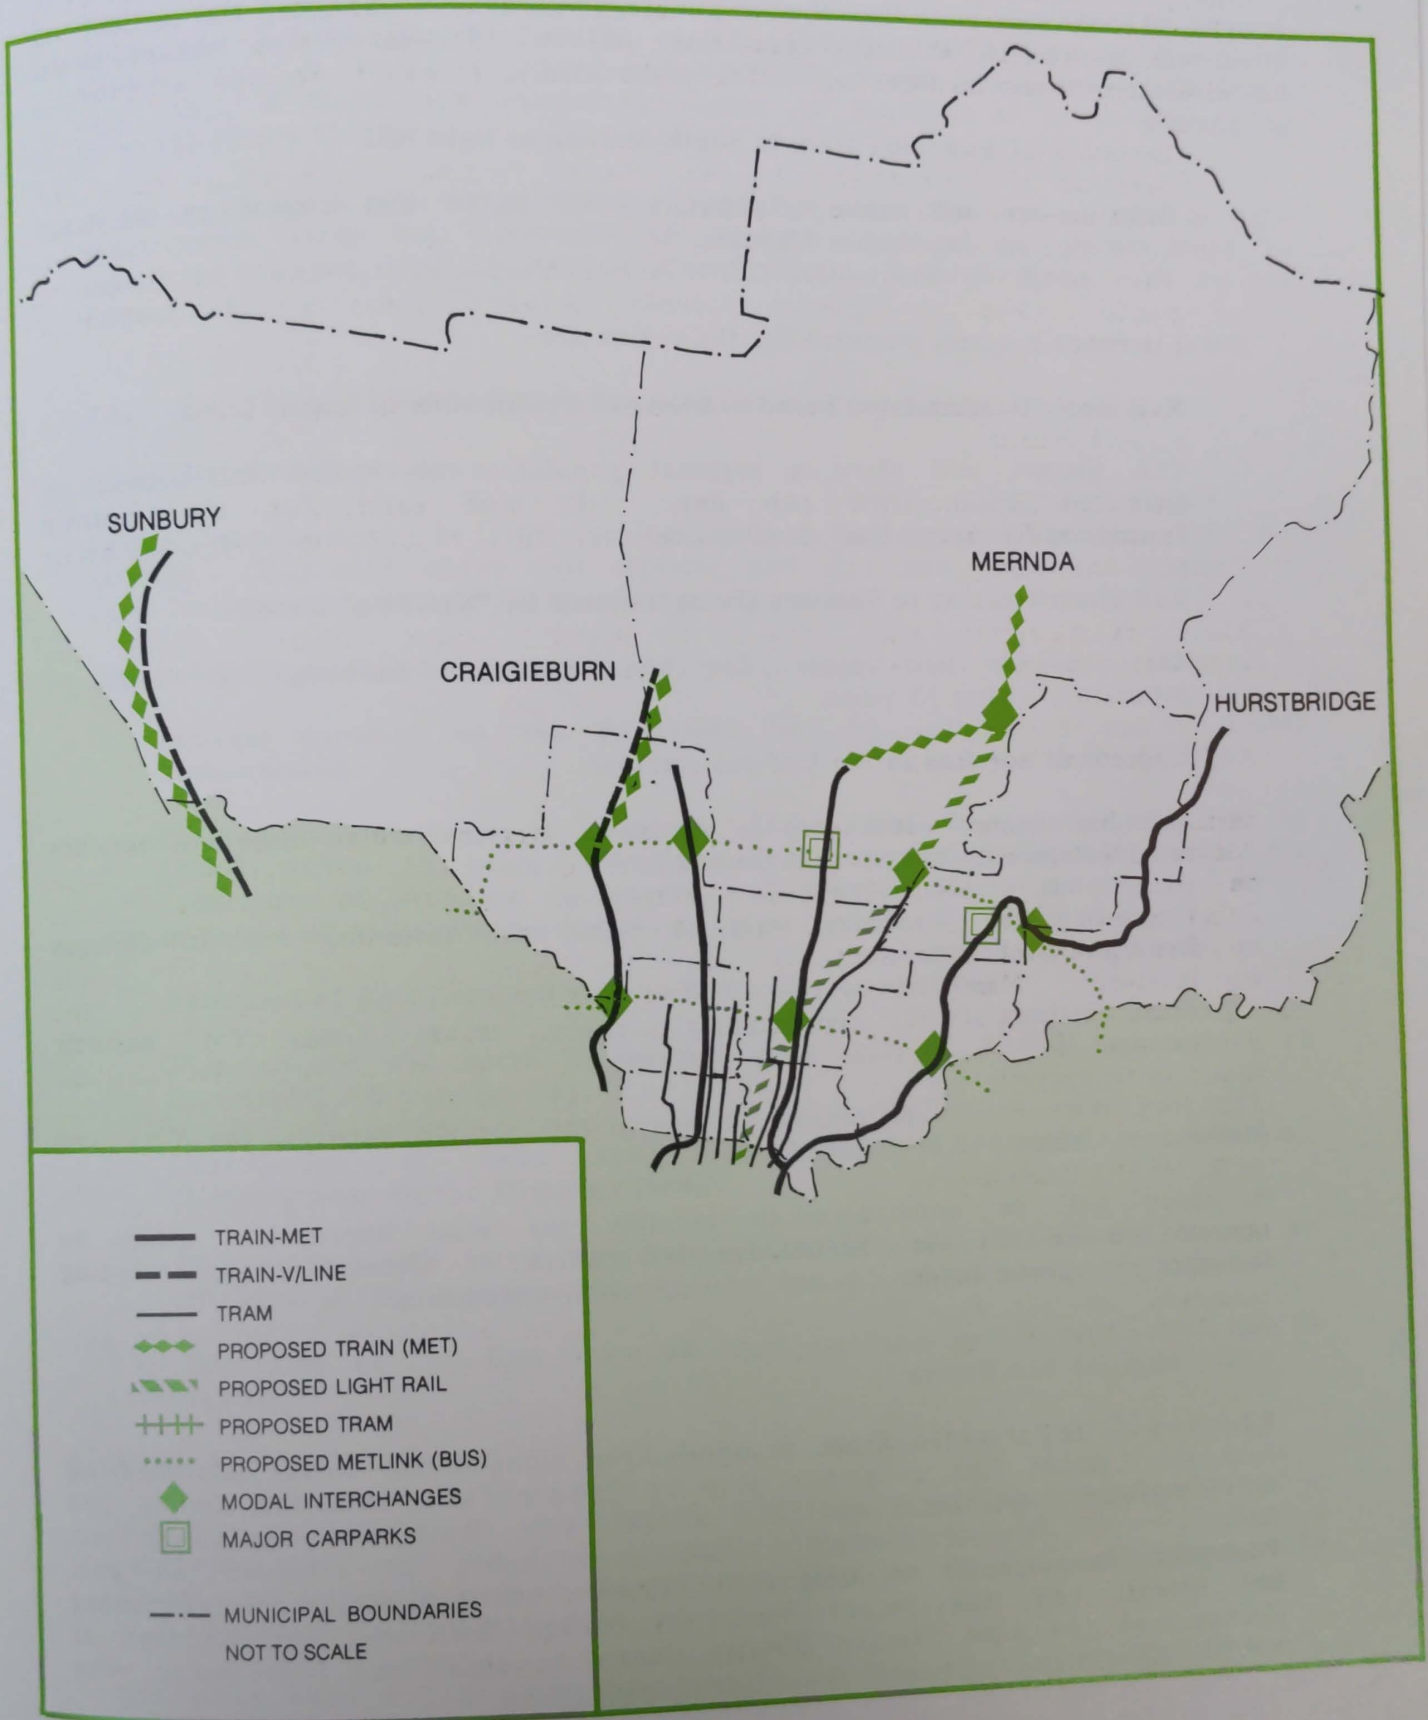 SUNBURY
MERNDA
CRAIGIEBURN
HURSTBRIDGE
TRAIN-MET
TRAIN-V/LINE
TRAM
PROPOSED TRAIN (MET)
PROPOSED LIGHT RAIL
PROPOSED TRAM
PROPOSED METLINK (BUS)
MODAL INTERCHANGES
MAJOR CARPARKS
MUNICIPAL BOUNDARIES
NOT TO SCALE